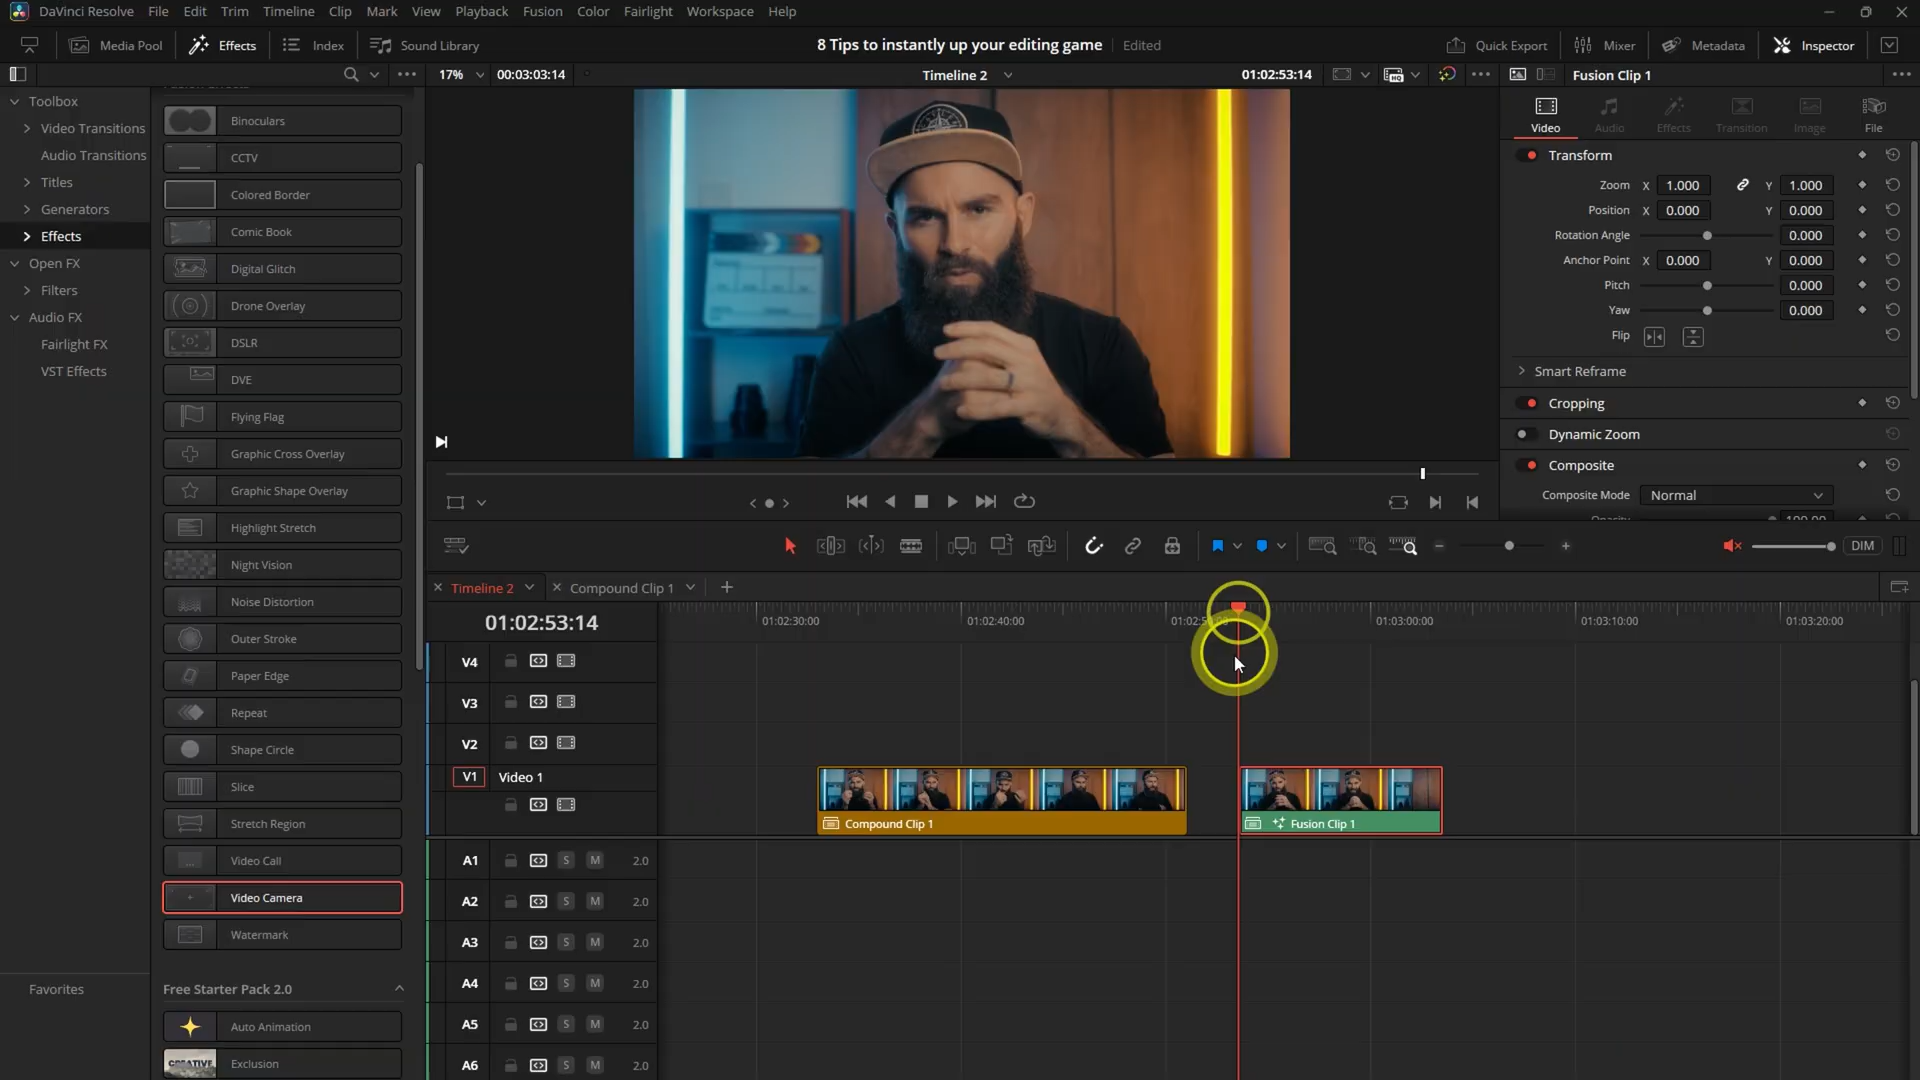 DaVinci Resolve File Edit Trim Timeline Clip Mark View Playback Fusion Color Fairlight Workspace Help
Media Pool Effects Index Sound Library 8 Tips to instantly up your editing game Edited Quick Export Mixer Metadata Inspector
17% 00:03:03:14 Timeline 2 01:02:53:14 Fusion Clip 1
Toolbox
Video Transitions
Audio Transitions
Titles
Generators
Effects
Open FX
Filters
Audio FX
Fairlight FX
VST Effects
Favorites
Binoculars
CCTV
Colored Border
Comic Book
Digital Glitch
Drone Overlay
DSLR
DVE
Flying Flag
Graphic Cross Overlay
Graphic Shape Overlay
Highlight Stretch
Night Vision
Noise Distortion
Outer Stroke
Paper Edge
Repeat
Shape Circle
Slice
Stretch Region
Video Call
Video Camera
Watermark
Free Starter Pack 2.0
Auto Animation
CREATIVE Exclusion
Video Audio Effects Transition Image File
Transform
Zoom X 1.000 Y 1.000
Position X 0.000 Y 0.000
Rotation Angle 0.000
Anchor Point X 0.000 Y 0.000
Pitch 0.000
Yaw 0.000
Flip
Smart Reframe
Cropping
Dynamic Zoom
Composite
Composite Mode Normal
DIM
Timeline 2 Compound Clip 1
01:02:53:14 01:02:30:00 01:02:40:00 01:03:00:00 01:03:10:00 01:03:20:00
V4
V3
V2
V1 Video 1
Compound Clip 1 Fusion Clip 1
A1 S M 2.0
A2 S M 2.0
A3 S M 2.0
A4 S M 2.0
A5 S M 2.0
A6 S M 2.0